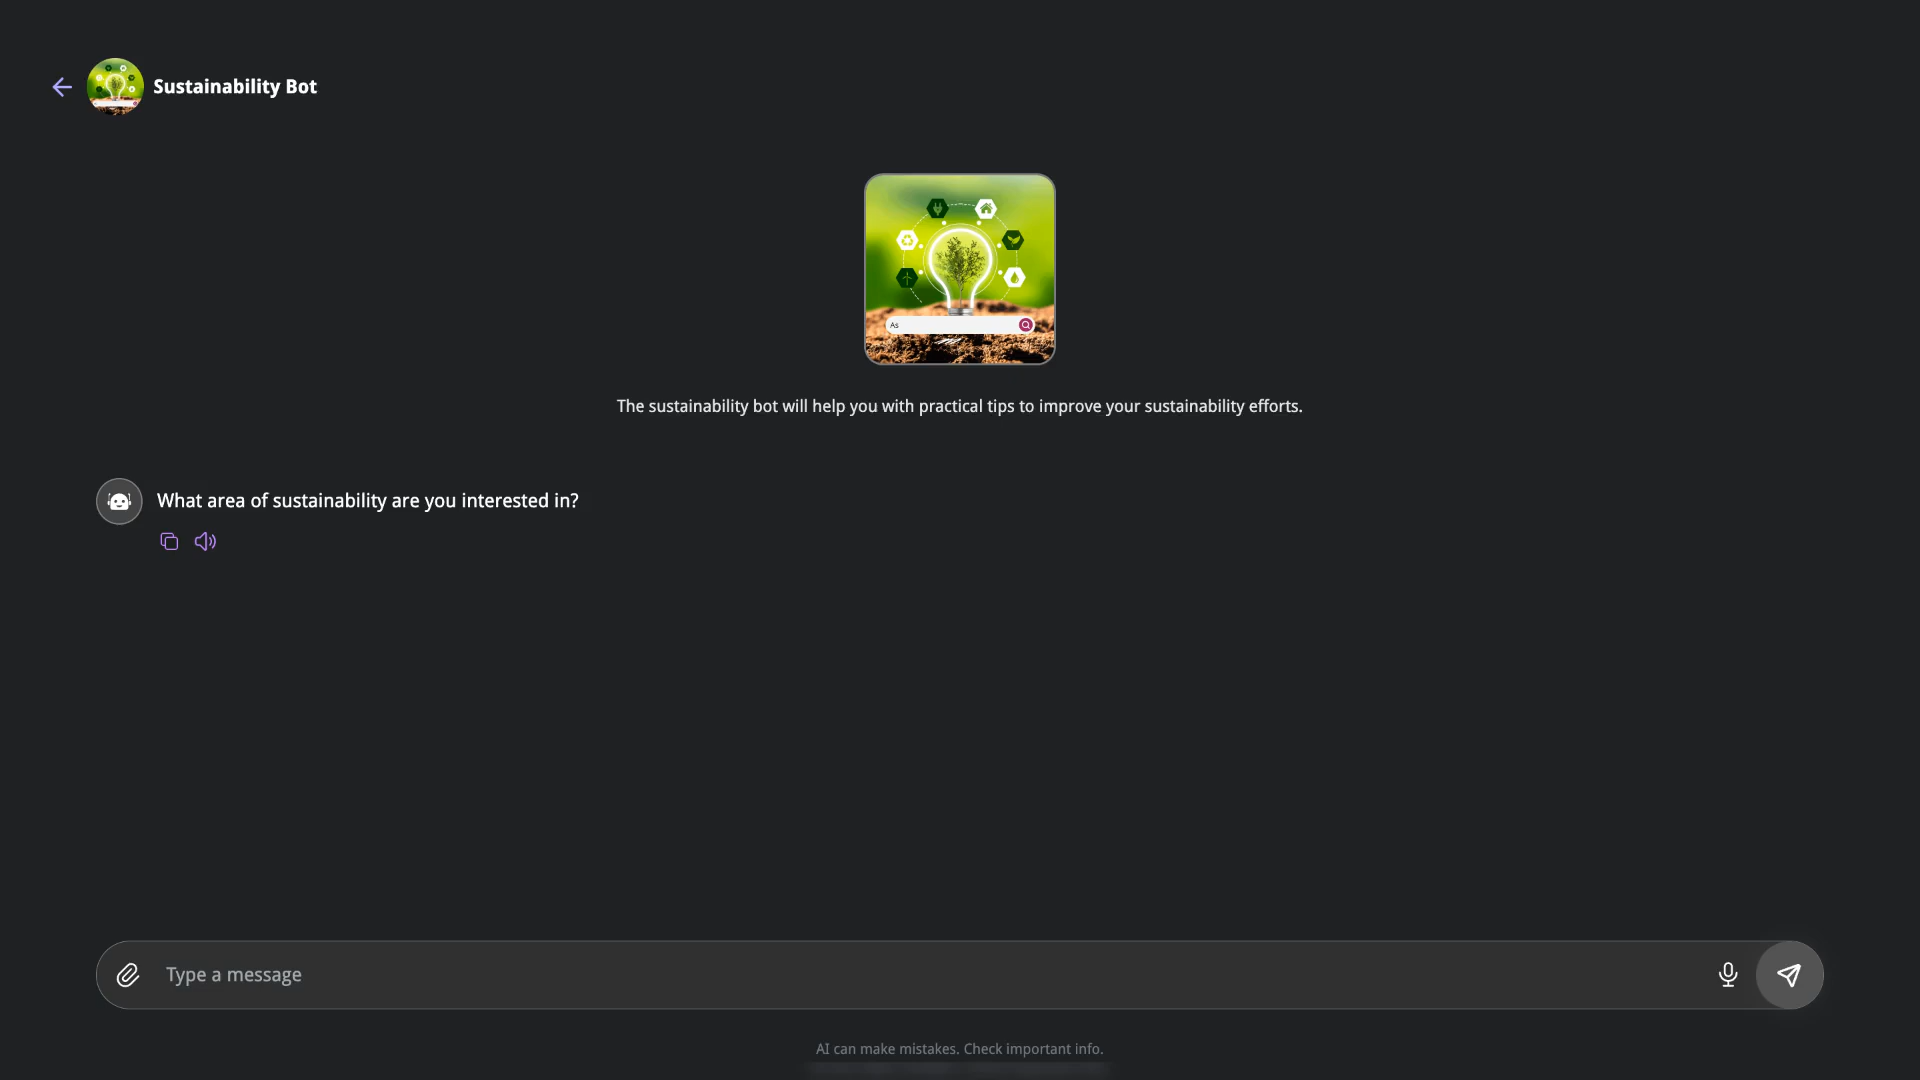 Sustainability Bot
As
The sustainability bot will help you with practical tips to improve your sustainability efforts.
What area of sustainability are you interested in?
Type a message
AI can make mistakes. Check important info.